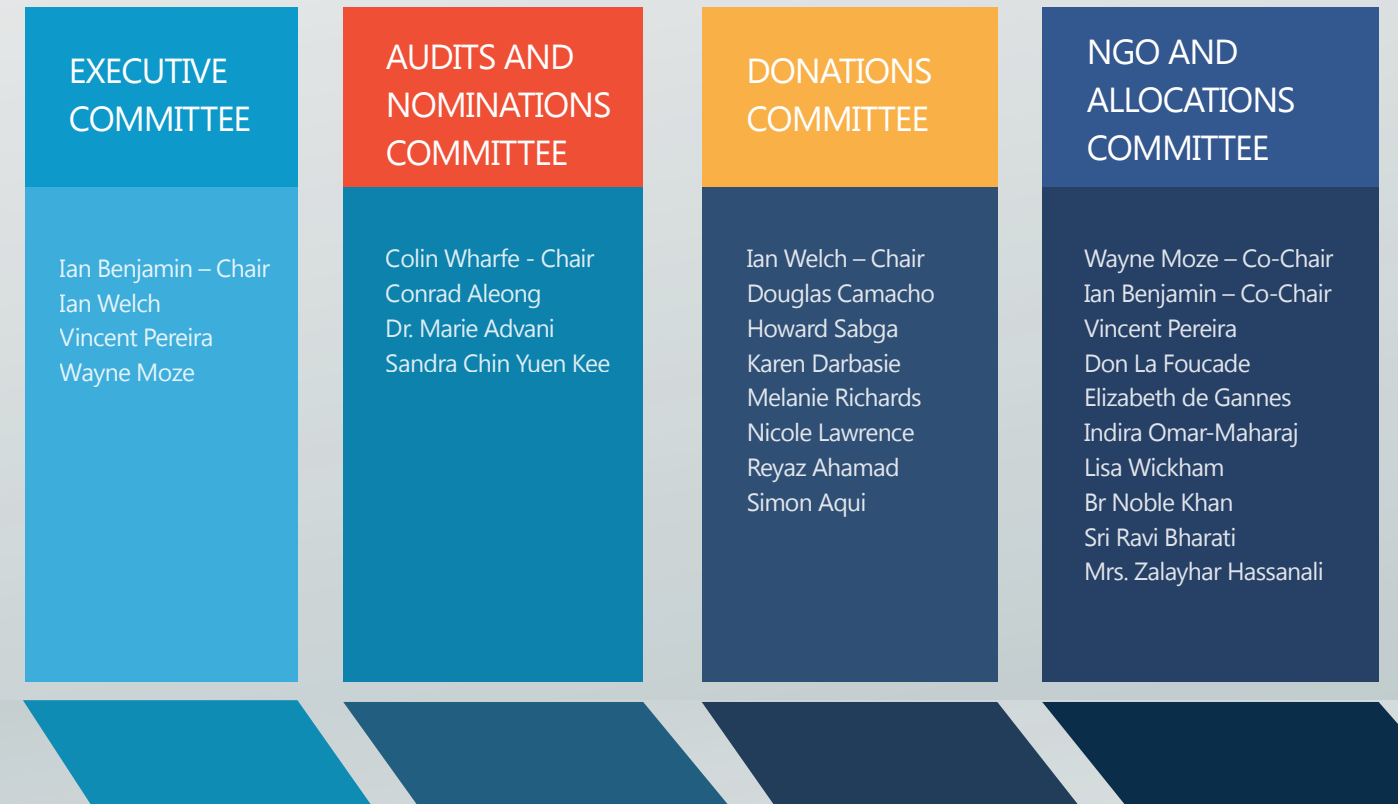 EXECUTIVE
COMMITTEE
Ian Benjamin – Chair
Ian Welch
Vincent Pereira
Wayne Moze
AUDITS AND
NOMINATIONS
COMMITTEE
Colin Wharfe - Chair
Conrad Aleong
Dr. Marie Advani
Sandra Chin Yuen Kee
DONATIONS
COMMITTEE
Ian Welch – Chair
Douglas Camacho
Howard Sabga
Karen Darbasie
Melanie Richards
Nicole Lawrence
Reyaz Ahamad
Simon Aqui
NGO AND
ALLOCATIONS
COMMITTEE
Wayne Moze – Co-Chair
Ian Benjamin – Co-Chair
Vincent Pereira
Don La Foucade
Elizabeth de Gannes
Indira Omar-Maharaj
Lisa Wickham
Br Noble Khan
Sri Ravi Bharati
Mrs. Zalayhar Hassanali